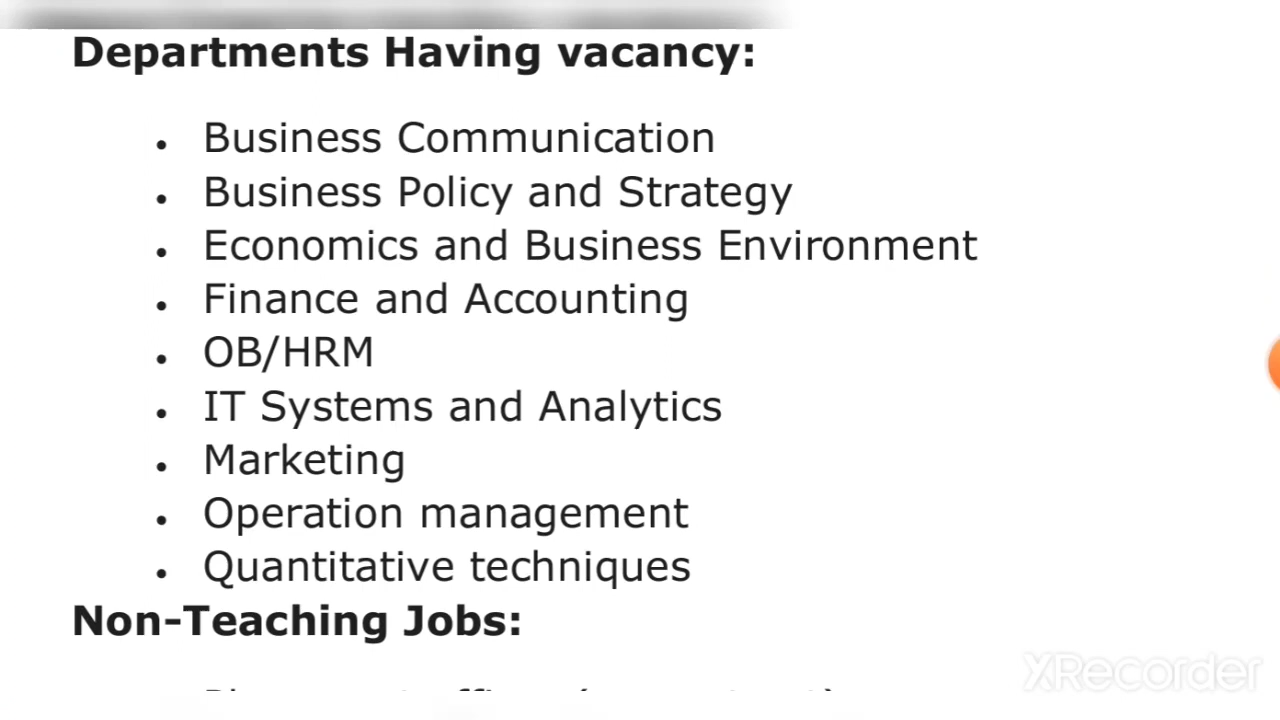 Departments Having vacancy:
• Business Communication
• Business Policy and Strategy
• Economics and Business Environment
• Finance and Accounting
• OB/HRM
• IT Systems and Analytics
• Marketing
• Operation management
• Quantitative techniques
Non-Teaching Jobs:
XRecorder